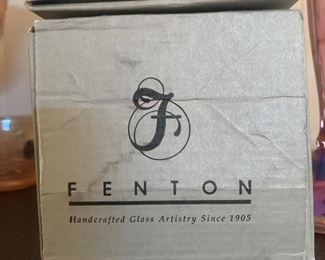 F
FENTON
Handcrafted Glass Artistry Since 1905